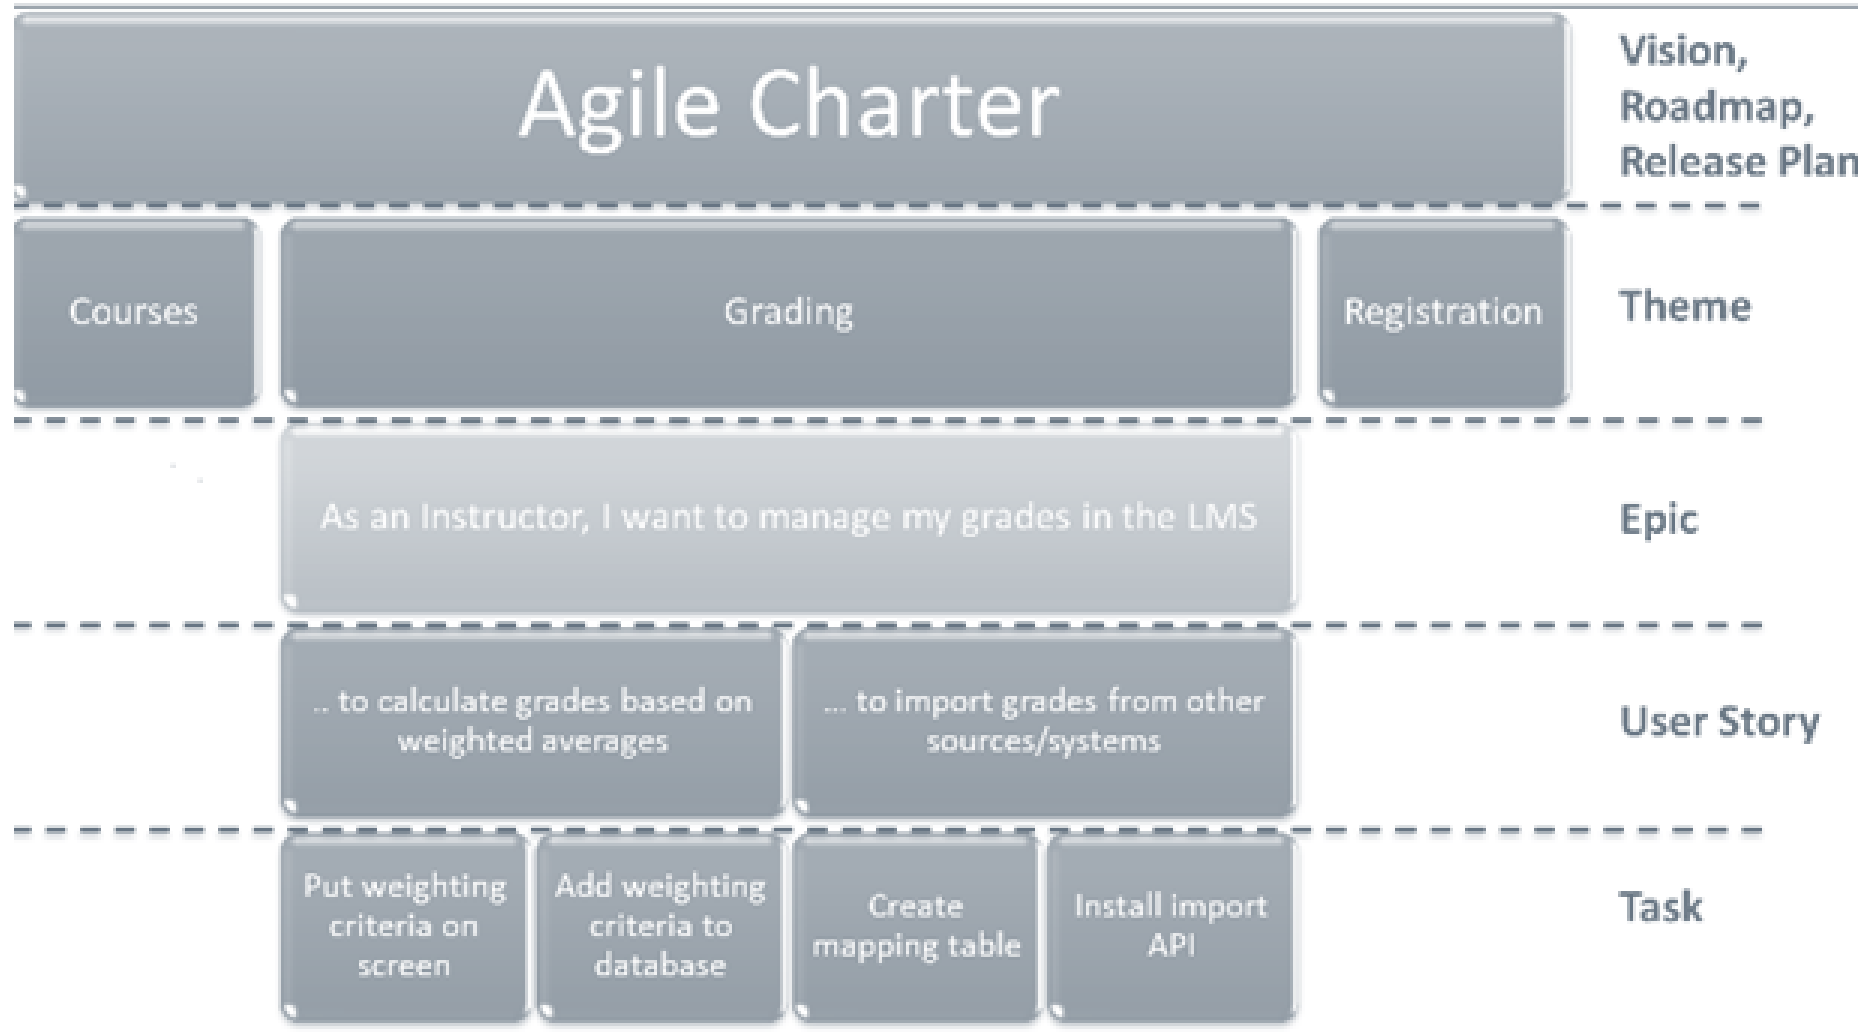 Agile Charter
Vision,
Roadmap,
Release Plan
Courses
Grading
Registration
Theme
As an Instructor, I want to manage my grades in the LMS
Epic
.. to calculate grades based on
weighted averages
... to import grades from other
sources/systems
User Story
Put weighting
criteria on
screen
Add weighting
criteria to
database
Create
mapping table
Install import
API
Task